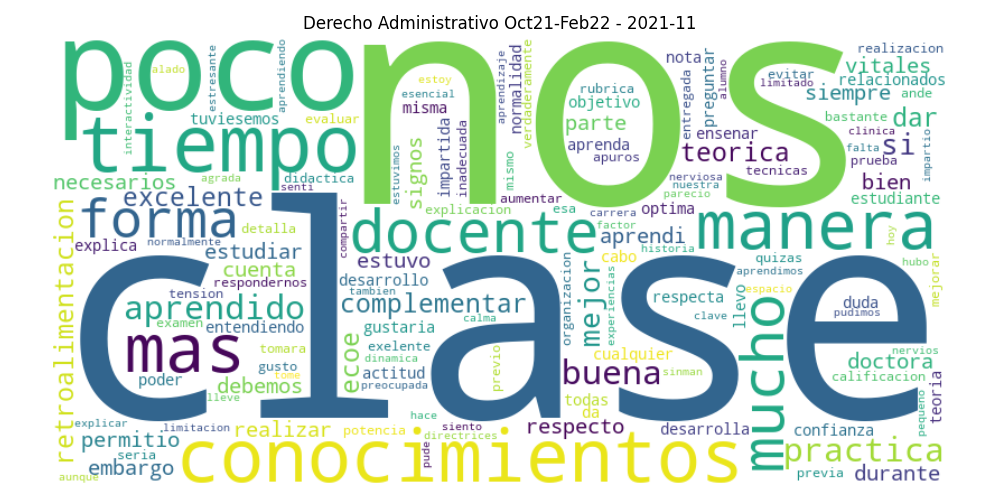 Derecho Administrativo Oct21-Feb22 - 2021-11
poco
nos
clase
tiempo
docente
manera
forma
conocimientos
mas
mucho
buena
practica
aprendido
complementar
retroalimentacion
teorica
mejor
excelente
dar
si
bien
siempre
vitales
relacionados
realizacion
evitar
limitado
nota
preguntar
alumno
entregada
ensenar
tecnicas
nerviosa
nuestra
parecio
bastante
ande
clinica
falta
prueba
impartio
estudiante
rubrica
objetivo
parte
aprenda
apuros
verdaderamente
normalidad
aprendizaje
esencial
estoy
misma
impartida
inadecuada
signos
estuvimos
mismo
aumentar
explicacion
esa
carrera
factor
optima
aprendi
historia
cabo
interactividad
alado
estresante
aprendiendo
tuviesemos
evaluar
necesarios
agrada
didactica
senti
compartir
detalla
explica
normalmente
estudiar
cuenta
respondernos
tension
examen
entendiendo
tomara
gusto
tome
poder
debemos
lleve
estuvo
desarrollo
tambien
calma
gustaria
exelente
dinamica
ecoe
actitud
preocupada
previo
organizacion
experiencias
cualquier
sinman
todas
da
respecta
clave
llevo
espacio
quizas
aprendimos
hoy
hubo
mejorar
duda
pudimos
doctora
nervios
calificacion
pequeno
teoria
explicar
limitacion
permitio
seria
embargo
aunque
realizar
potencia
hace
siento
directrices
pude
respecto
desarrolla
confianza
previa
durante